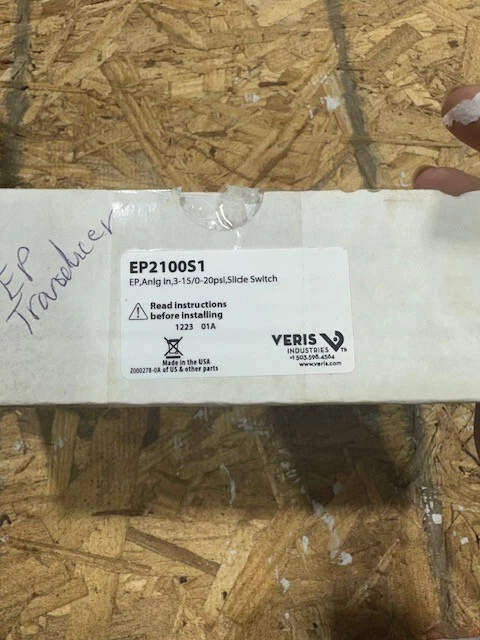 EP
Transducer
EP2100S1
EP,Anlg in,3-15/0-20psi,Slide Switch
Read instructions
before installing
1223 01A
Made in the USA
Z000278-0A of US & other parts
VERIS
INDUSTRIES
+1 503.598.4564
www.veris.com